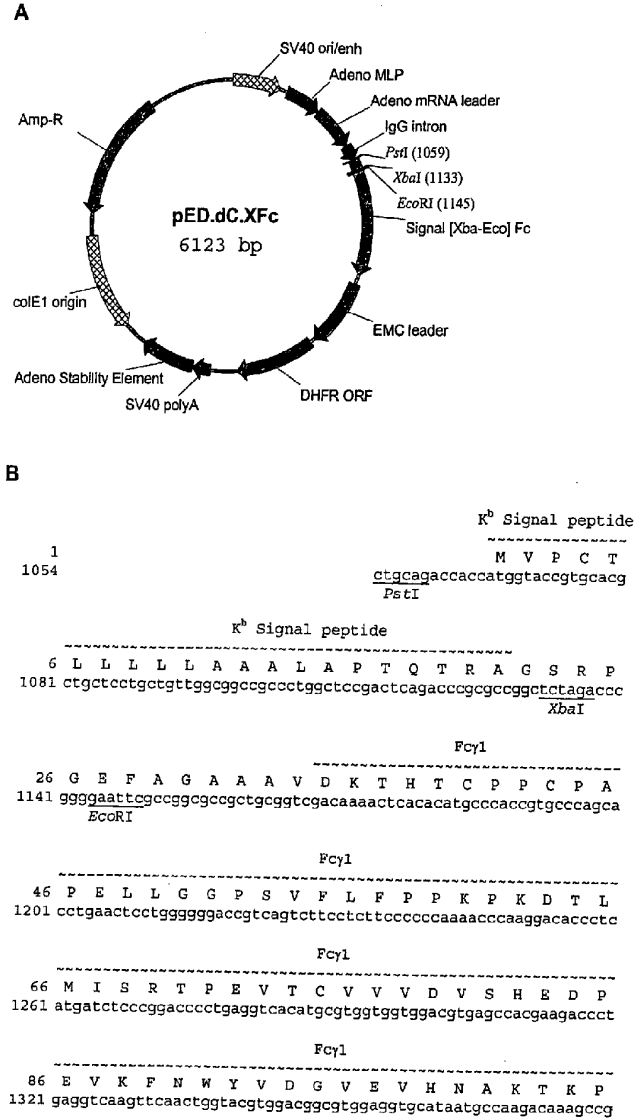 A
SV40 ori/enh
Adeno MLP
Adeno mRNA leader
IgG intron
PstI (1059)
XbaI (1133)
EcoRI (1145)
Signal [Xba-Eco] Fc
EMC leader
DHFR ORF
SV40 polyA
Adeno Stability Element
colE1 origin
Amp-R
pED.dC.XFc
6123 bp
B
Kb Signal peptide
1 M V P C T
1054 ctgcagaccaccatggtaccgtgcacg
PstI
Kb Signal peptide
6 L L L L L A A A L A P T Q T R A G S R P
1081 ctgctcctgctgttggcggccgccctggctccgactcagacccgcgccggctctagaccc
XbaI
Fcγ1
26 G E F A G A A A V D K T H T C P P C P A
1141 ggggaattcgccggcgccgctgcggtcgacaaaactcacacatgcccaccgtgcccagca
EcoRI
Fcγ1
46 P E L L G G P S V F L F P P K P K D T L
1201 cctgaactcctggggggaccgtcagtcttcctcttccccccaaaacccaaggacaccctc
Fcγ1
66 M I S R T P E V T C V V V D V S H E D P
1261 atgatctcccggacccctgaggtcacatgcgtggtggtggacgtgagccacgaagaccct
Fcγ1
86 E V K F N W Y V D G V E V H N A K T K P
1321 gaggtcaagttcaactggtacgtggacggcgtggaggtgcataatgccaagacaaagccg